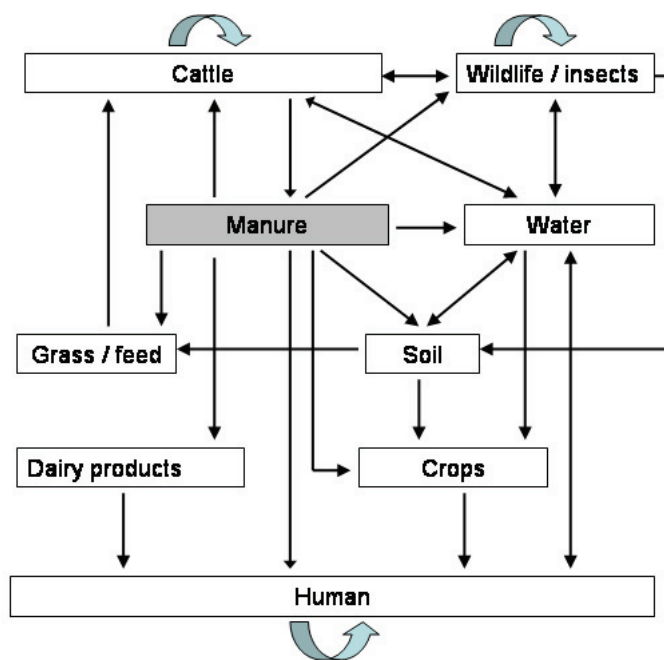 Cattle
Wildlife / insects
Manure
Water
Grass / feed
Soil
Dairy products
Crops
Human